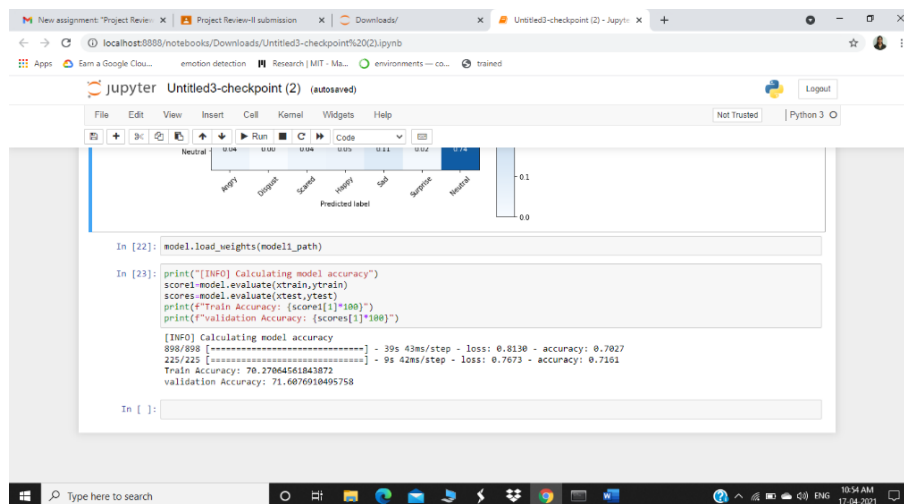 New assignment: "Project Review
Project Review-II submission
Downloads/
Untitled3-checkpoint (2) - Jupyte
localhost:8888/notebooks/Downloads/Untitled3-checkpoint%20(2).ipynb
Apps
Earn a Google Clou...
emotion detection
Research | MIT - Ma...
environments — co...
trained
jupyter Untitled3-checkpoint (2) (autosaved)
Logout
File Edit View Insert Cell Kernel Widgets Help
Not Trusted
Python 3
Run
Code
Neutral 0.04 0.00 0.04 0.05 0.11 0.02 0.74
0.1
Angry Disgust Scared Happy Sad Surprise Neutral
Predicted label
0.0
In [22]: model.load_weights(model1_path)
In [23]: print("[INFO] Calculating model accuracy")
score1=model.evaluate(xtrain,ytrain)
scores=model.evaluate(xtest,ytest)
print(f"Train Accuracy: {score1[1]*100}")
print(f"validation Accuracy: {scores[1]*100}")
[INFO] Calculating model accuracy
898/898 [==============================] - 39s 43ms/step - loss: 0.8130 - accuracy: 0.7027
225/225 [==============================] - 9s 42ms/step - loss: 0.7673 - accuracy: 0.7161
Train Accuracy: 70.27064561843872
validation Accuracy: 71.6076910495758
In [ ]:
Type here to search
ENG
10:54 AM
17-04-2021